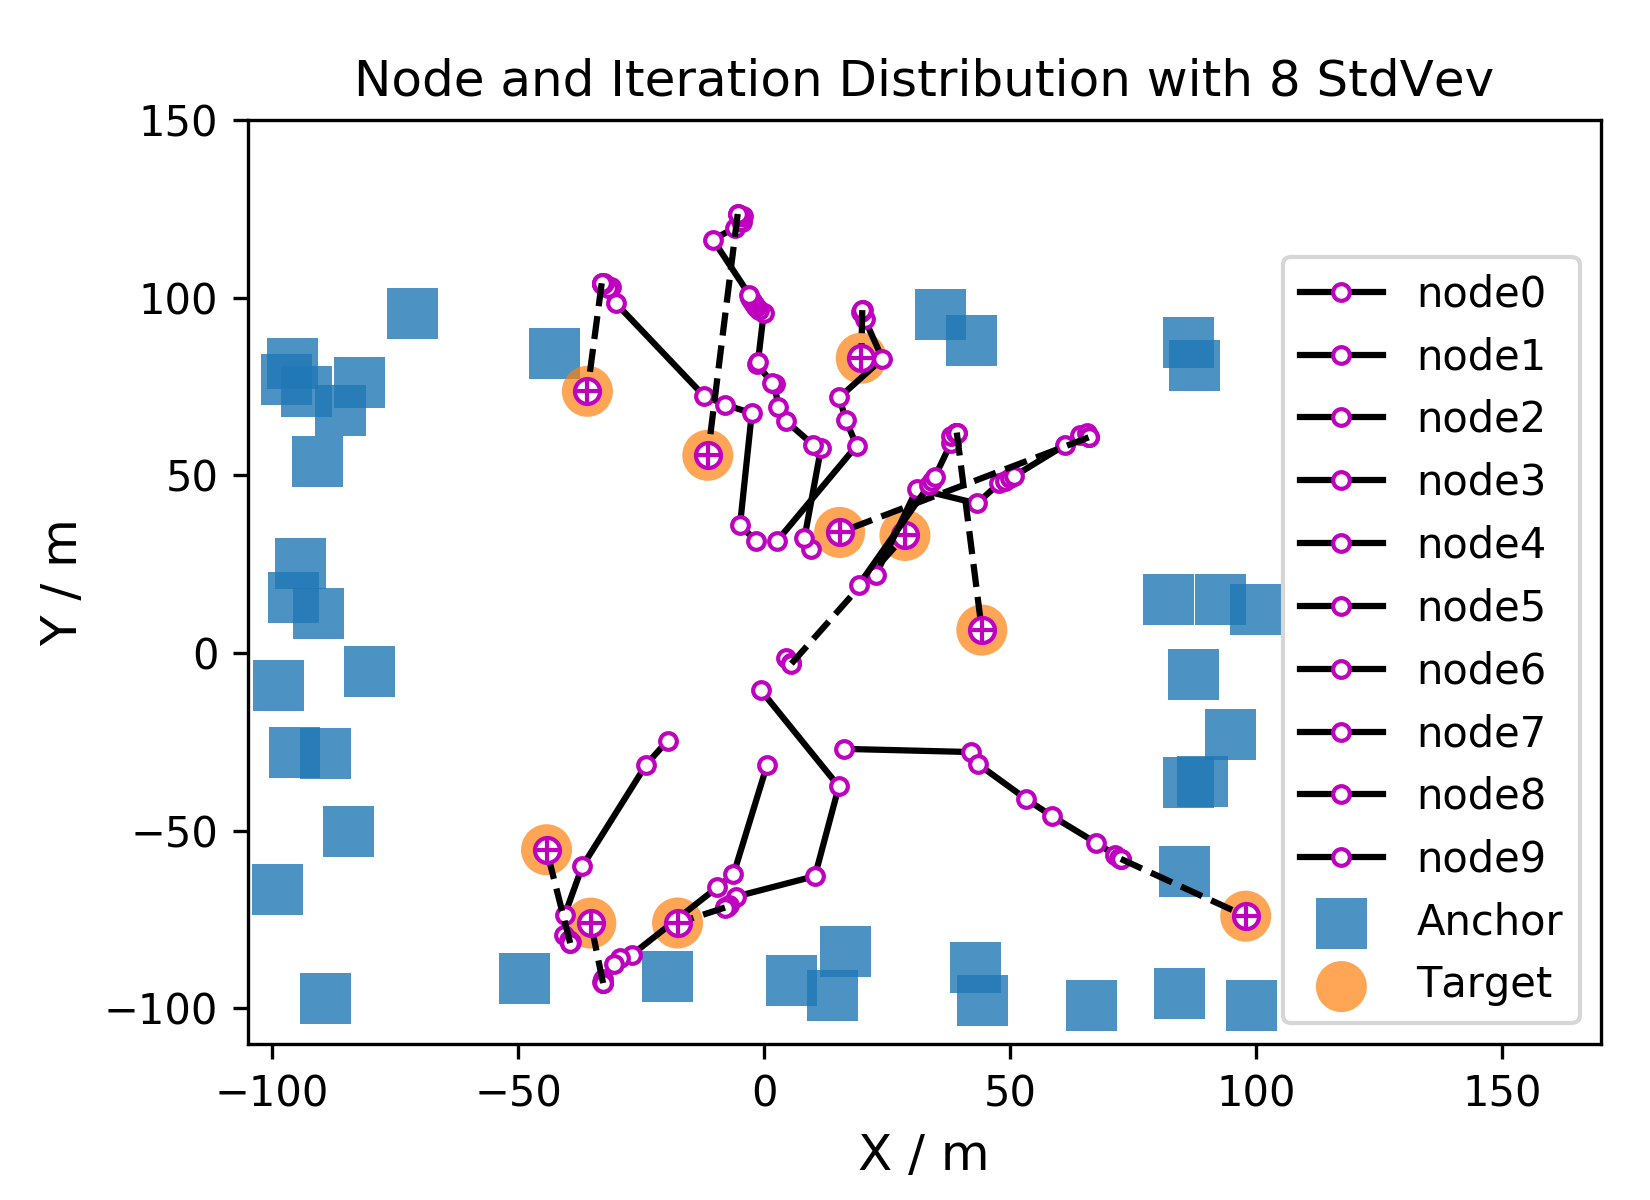 Node and Iteration Distribution with 8 StdVev
150
100
50
0
−50
−100
Y / m
−100
−50
0
50
100
150
X / m
node0
node1
node2
node3
node4
node5
node6
node7
node8
node9
Anchor
Target